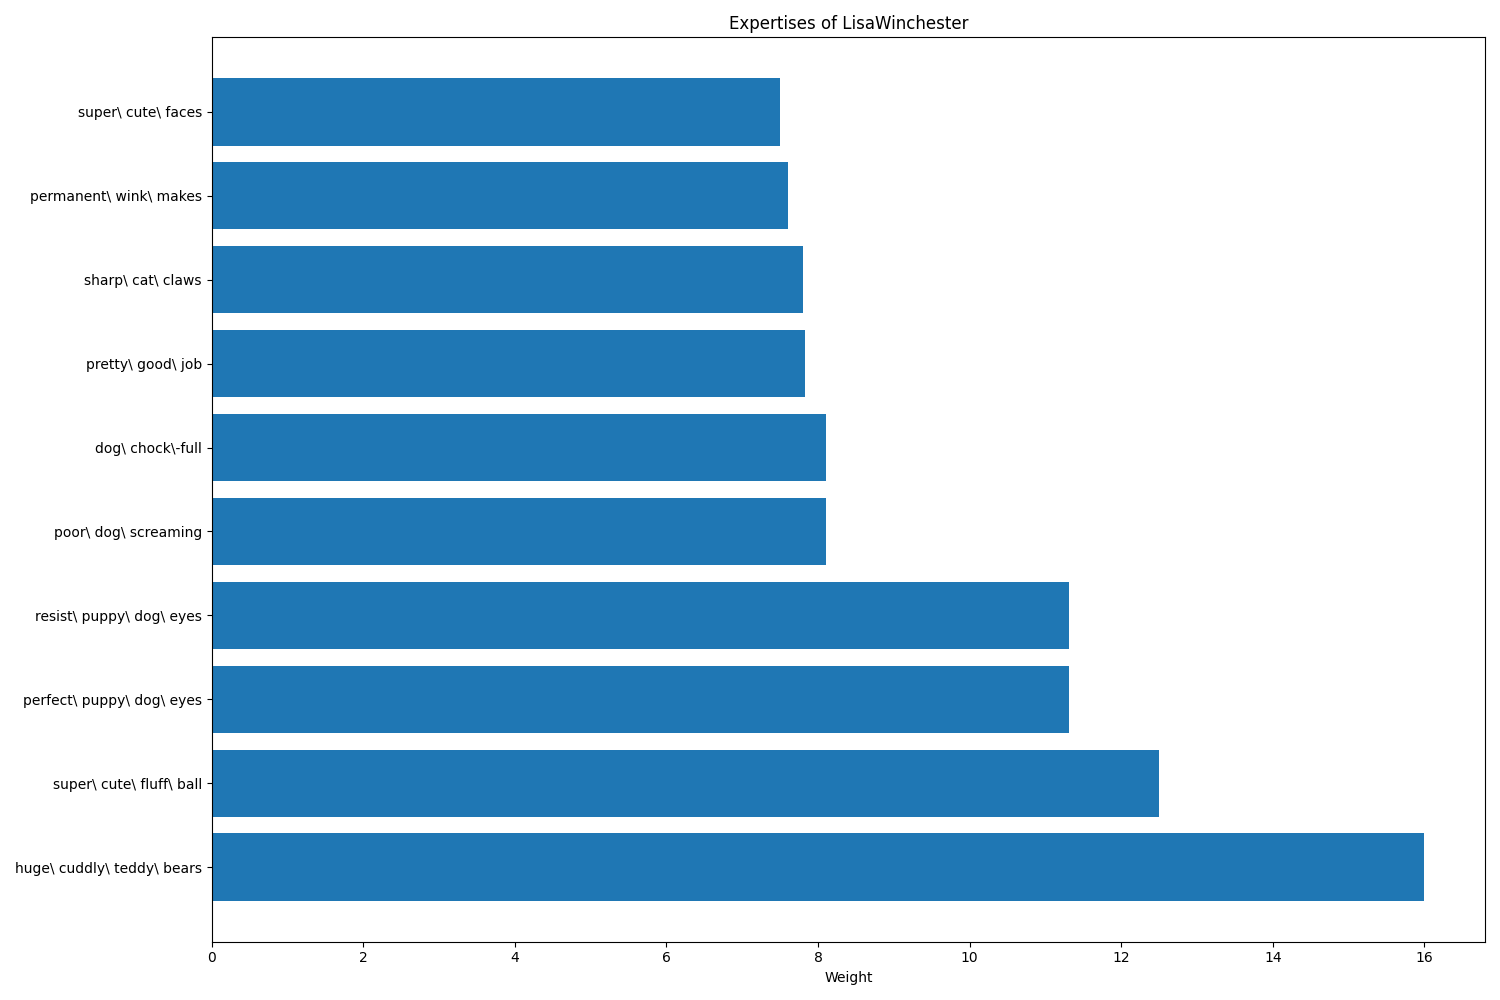 Expertises of LisaWinchester
super\ cute\ faces
permanent\ wink\ makes
sharp\ cat\ claws
pretty\ good\ job
dog\ chock\-full
poor\ dog\ screaming
resist\ puppy\ dog\ eyes
perfect\ puppy\ dog\ eyes
super\ cute\ fluff\ ball
huge\ cuddly\ teddy\ bears
0 2 4 6 8 10 12 14 16
Weight